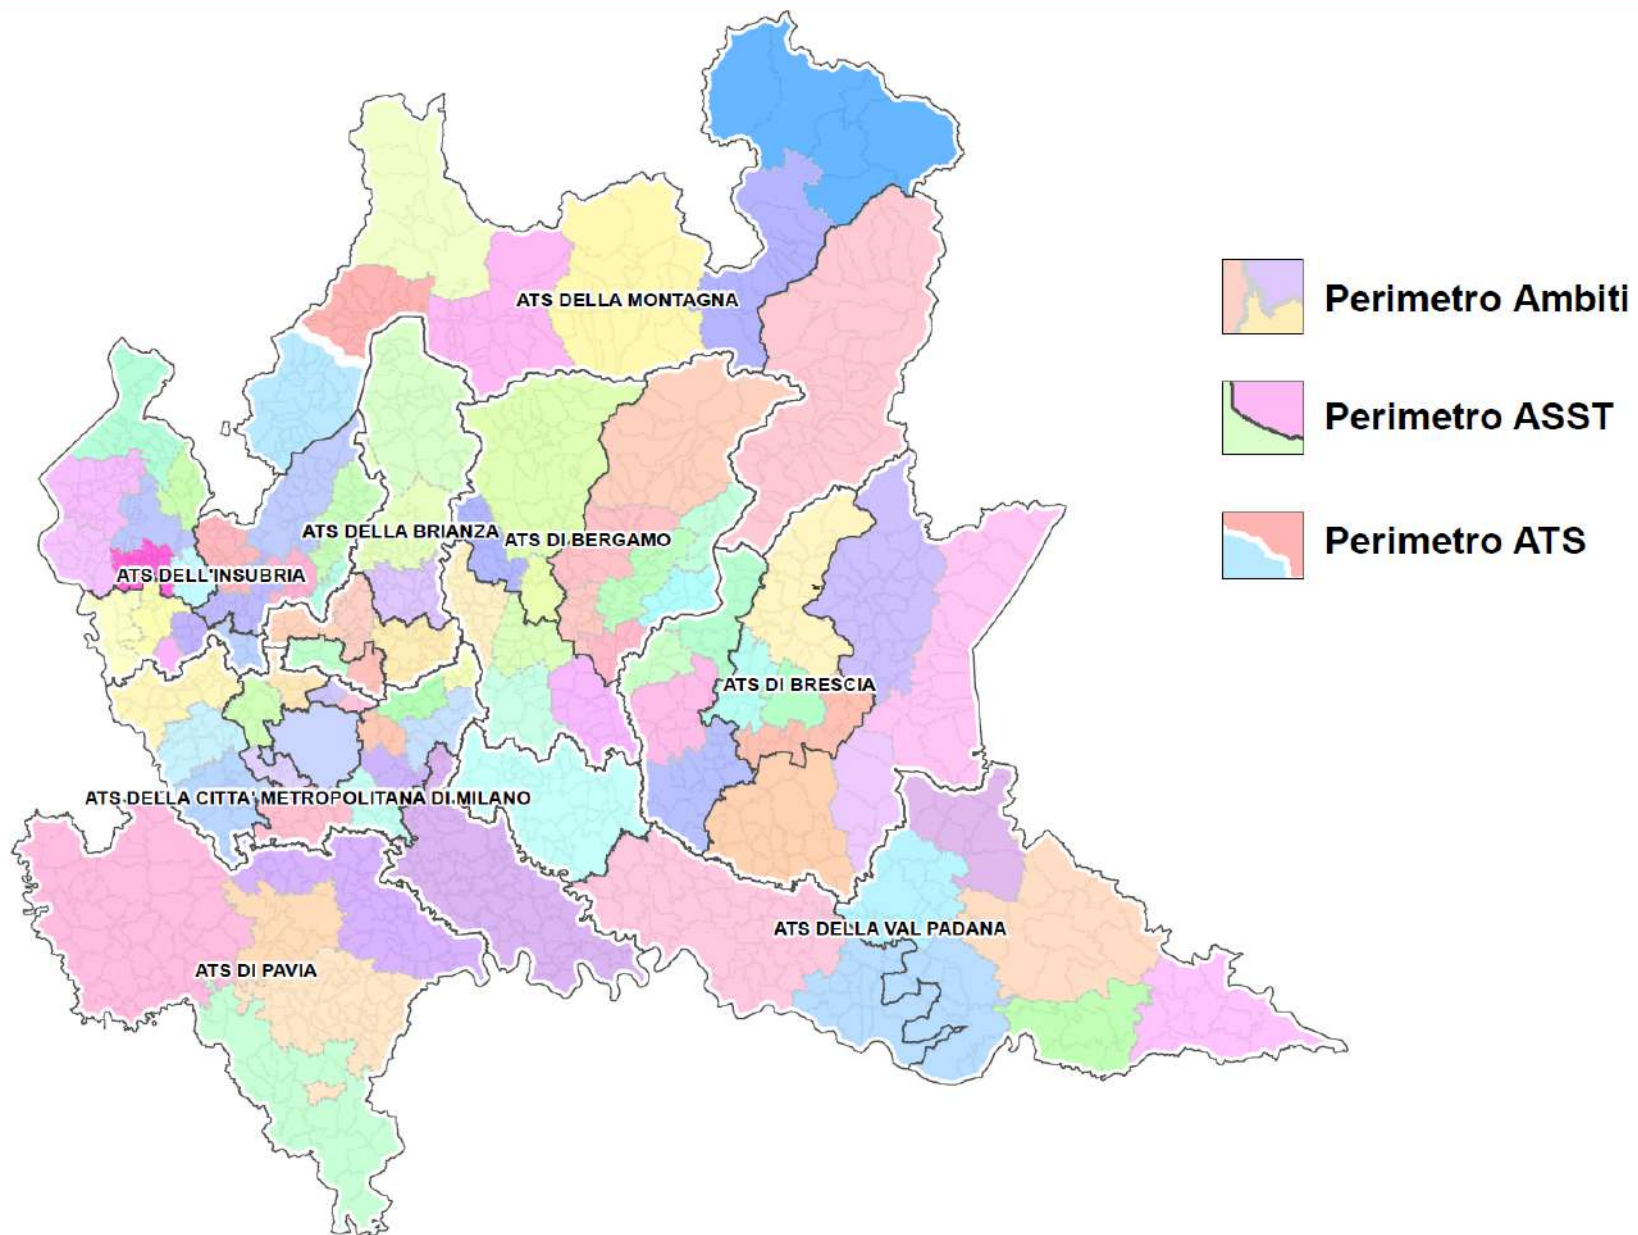 ATS DELLA MONTAGNA
Perimetro Ambiti
Perimetro ASST
ATS DELLA BRIANZA
ATS DI BERGAMO
Perimetro ATS
ATS DELL'INSUBRIA
ATS DI BRESCIA
ATS DELLA CITTA' METROPOLITANA DI MILANO
ATS DELLA VAL PADANA
ATS DI PAVIA